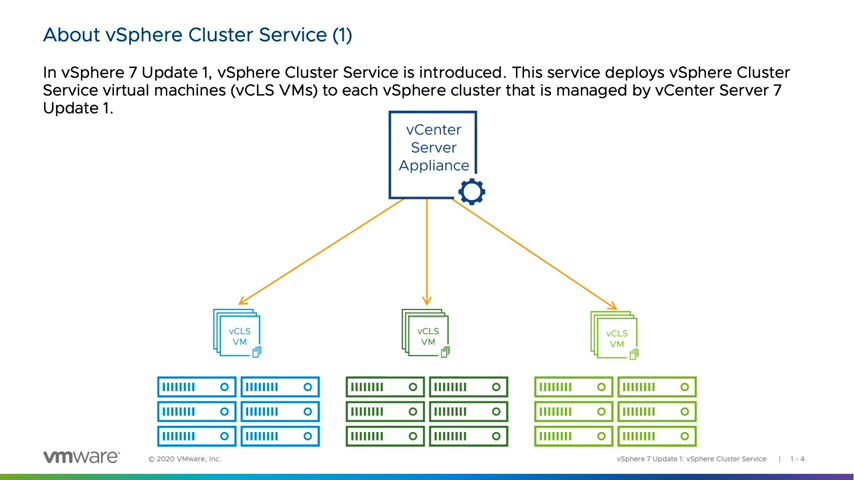 About vSphere Cluster Service (1)
In vSphere 7 Update 1, vSphere Cluster Service is introduced. This service deploys vSphere Cluster
Service virtual machines (vCLS VMs) to each vSphere cluster that is managed by vCenter Server 7
Update 1.
vCenter
Server
Appliance
vCLS
VM
vCLS
VM
vCLS
VM
vmware
© 2020 VMware, Inc.
vSphere 7 Update 1: vSphere Cluster Service | 1 - 4